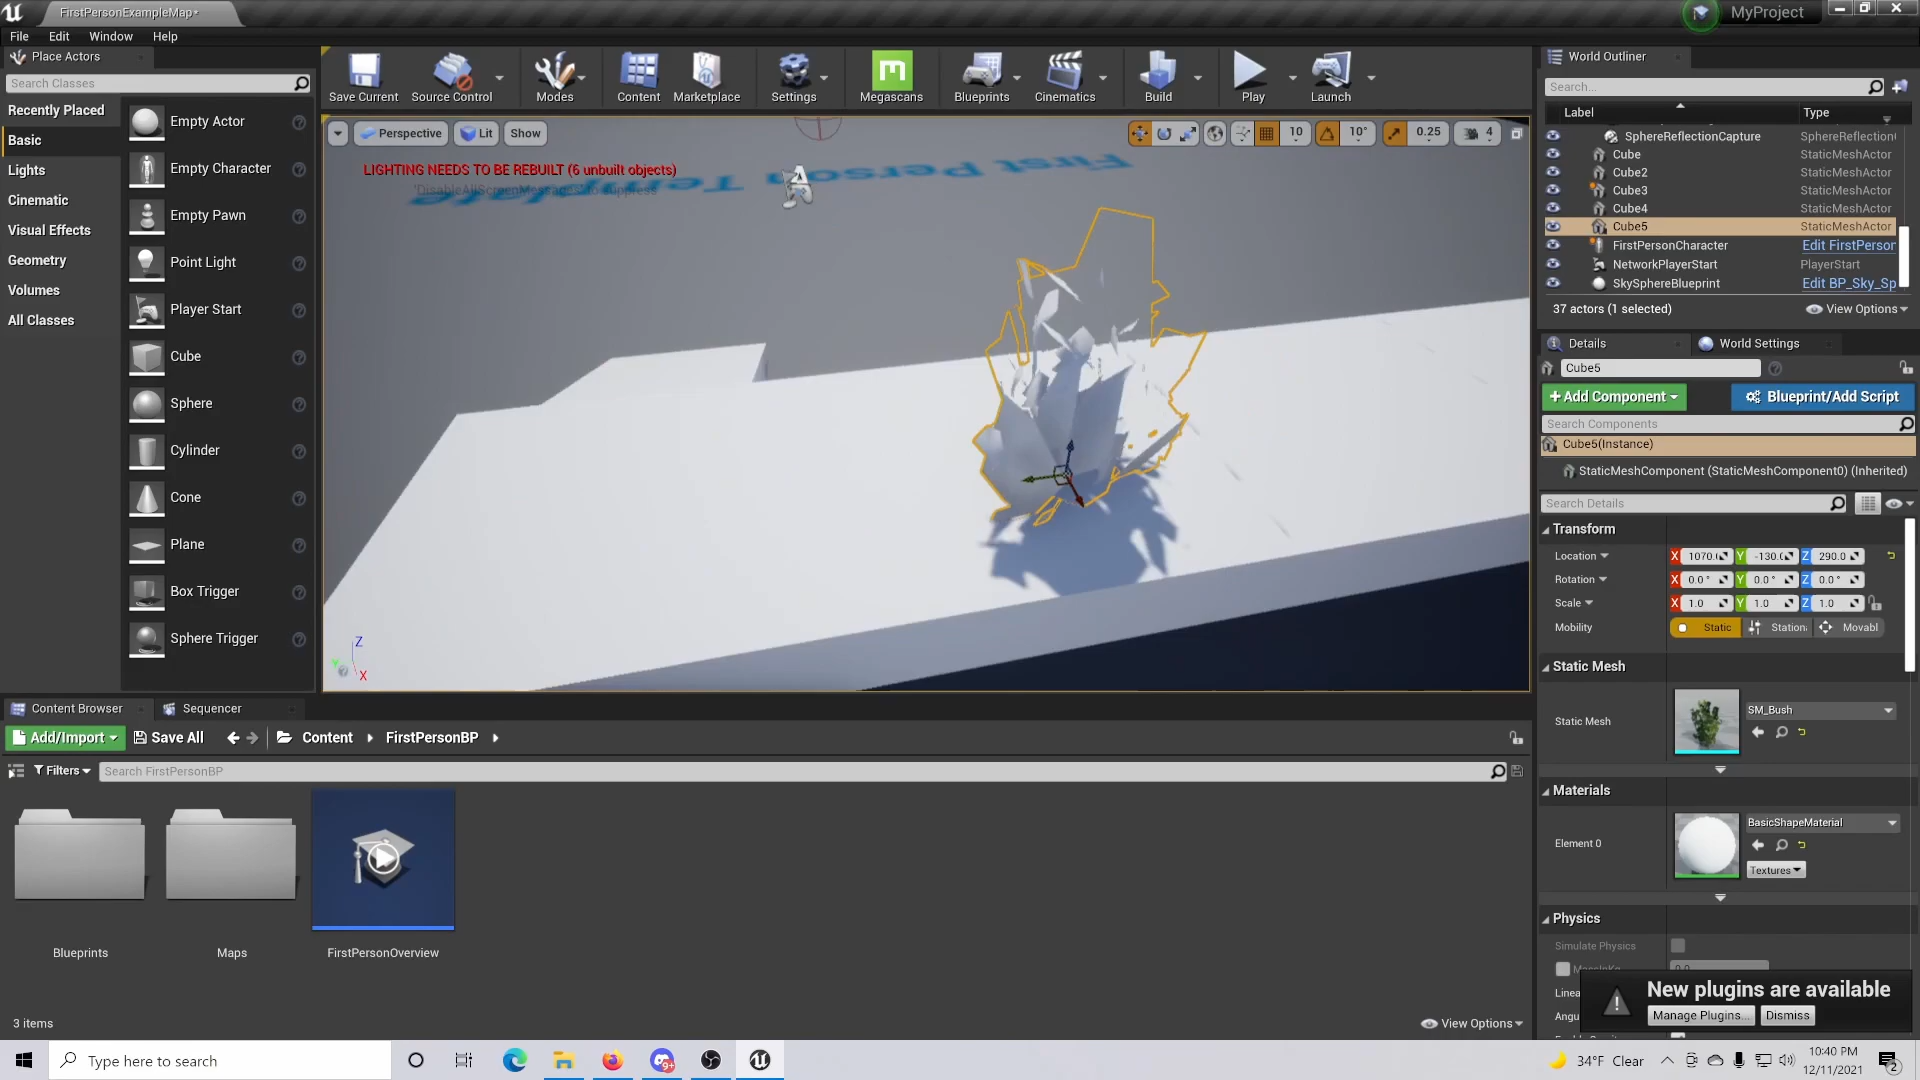 FirstPersonExampleMap*
MyProject
File Edit Window Help
Place Actors
Search Classes
Recently Placed
Basic
Lights
Cinematic
Visual Effects
Geometry
Volumes
All Classes
Empty Actor
Empty Character
Empty Pawn
Point Light
Player Start
Cube
Sphere
Cylinder
Cone
Plane
Box Trigger
Sphere Trigger
Save Current Source Control Modes Content Marketplace Settings Megascans Blueprints Cinematics Build Play Launch
Perspective Lit Show
10 10° 0.25 4
LIGHTING NEEDS TO BE REBUILT (6 unbuilt objects)
'DisableAllScreenMessages' to suppress
First Person Template
Z
Y
X
World Outliner
Search...
Label Type
SphereReflectionCapture SphereReflection
Cube StaticMeshActor
Cube2 StaticMeshActor
Cube3 StaticMeshActor
Cube4 StaticMeshActor
Cube5 StaticMeshActor
FirstPersonCharacter Edit FirstPerson
NetworkPlayerStart PlayerStart
SkySphereBlueprint Edit BP_Sky_Sp
37 actors (1 selected) View Options
Details World Settings
Cube5
+Add Component Blueprint/Add Script
Search Components
Cube5(Instance)
StaticMeshComponent (StaticMeshComponent0) (Inherited)
Search Details
Transform
Location X 1070.( Y -130.( Z 290.0
Rotation X 0.0° Y 0.0° Z 0.0°
Scale X 1.0 Y 1.0 Z 1.0
Mobility Static Station Movabl
Static Mesh
Static Mesh SM_Bush
Materials
Element 0 BasicShapeMaterial
Textures
Physics
Simulate Physics
MassInKg 0.0
Linea
Angu
New plugins are available
Manage Plugins... Dismiss
Content Browser Sequencer
Add/Import Save All Content FirstPersonBP
Filters Search FirstPersonBP
Blueprints Maps FirstPersonOverview
3 items View Options
Type here to search
9+
34°F Clear
10:40 PM
12/11/2021
2